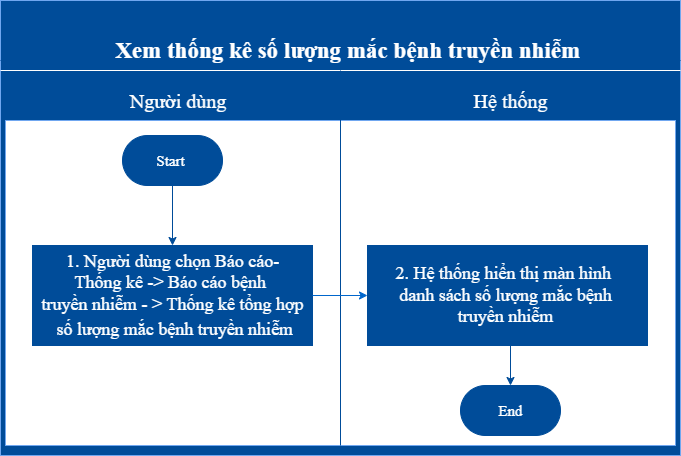 Xem thống kê số lượng mắc bệnh truyền nhiễm
Người dùng
Hệ thống
Start
1. Người dùng chọn Báo cáo-
Thống kê -> Báo cáo bệnh
truyền nhiễm - > Thống kê tổng hợp
số lượng mắc bệnh truyền nhiễm
2. Hệ thống hiển thị màn hình
danh sách số lượng mắc bệnh
truyền nhiễm
End